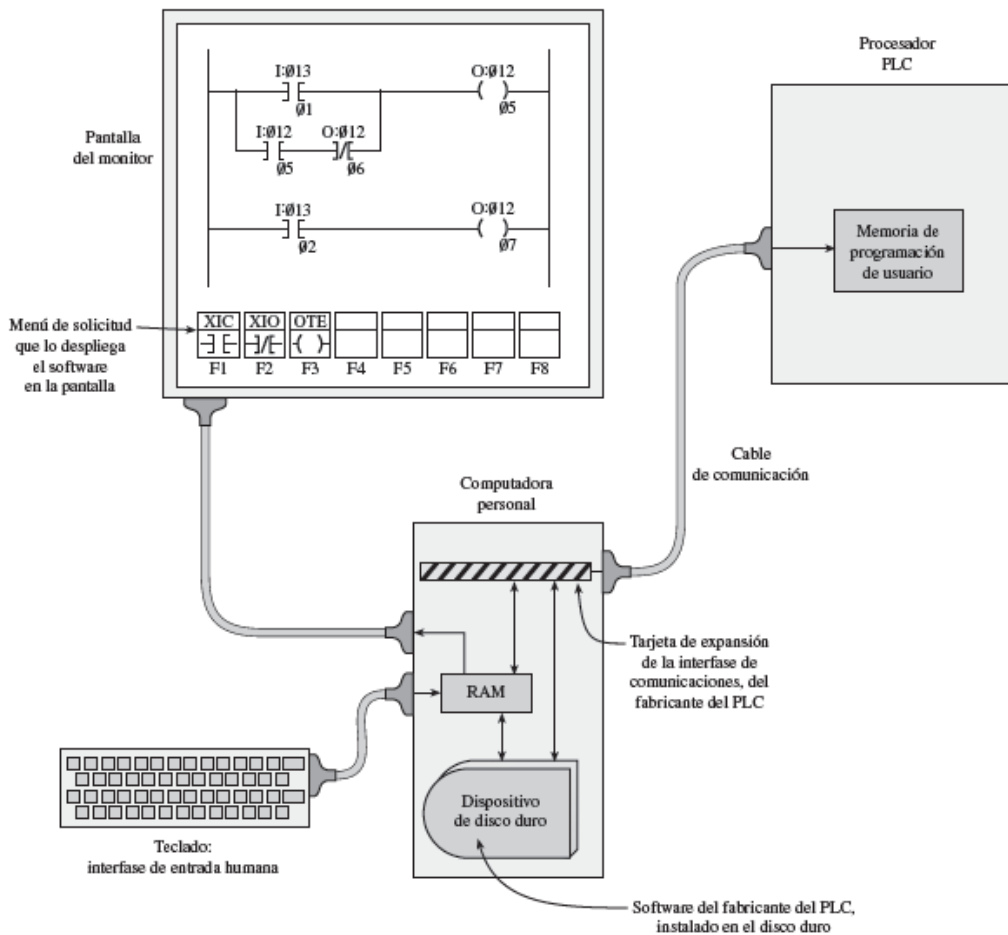 Pantalla
del monitor
I:Ø13
Ø1
O:Ø12
Ø5
I:Ø12
Ø5
O:Ø12
Ø6
I:Ø13
Ø2
O:Ø12
Ø7
Menú de solicitud
que lo despliega
el software
en la pantalla
XIC
XIO
OTE
F1
F2
F3
F4
F5
F6
F7
F8
Procesador
PLC
Memoria de
programación
de usuario
Cable
de comunicación
Computadora
personal
RAM
Dispositivo
de disco duro
Tarjeta de expansión
de la interfase de
comunicaciones, del
fabricante del PLC
Teclado:
interfase de entrada humana
Software del fabricante del PLC,
instalado en el disco duro